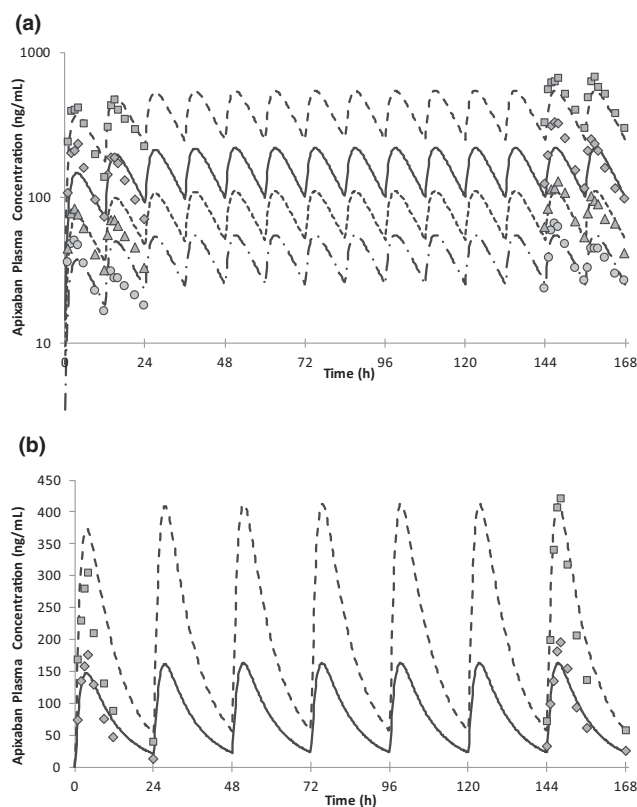 (a)
1000
100
10
Apixaban Plasma Concentration (ng/mL)
0 24 48 72 96 120 144 168
Time (h)
(b)
450
400
350
300
250
200
150
100
50
0
Apixaban Plasma Concentration (ng/mL)
0 24 48 72 96 120 144 168
Time (h)